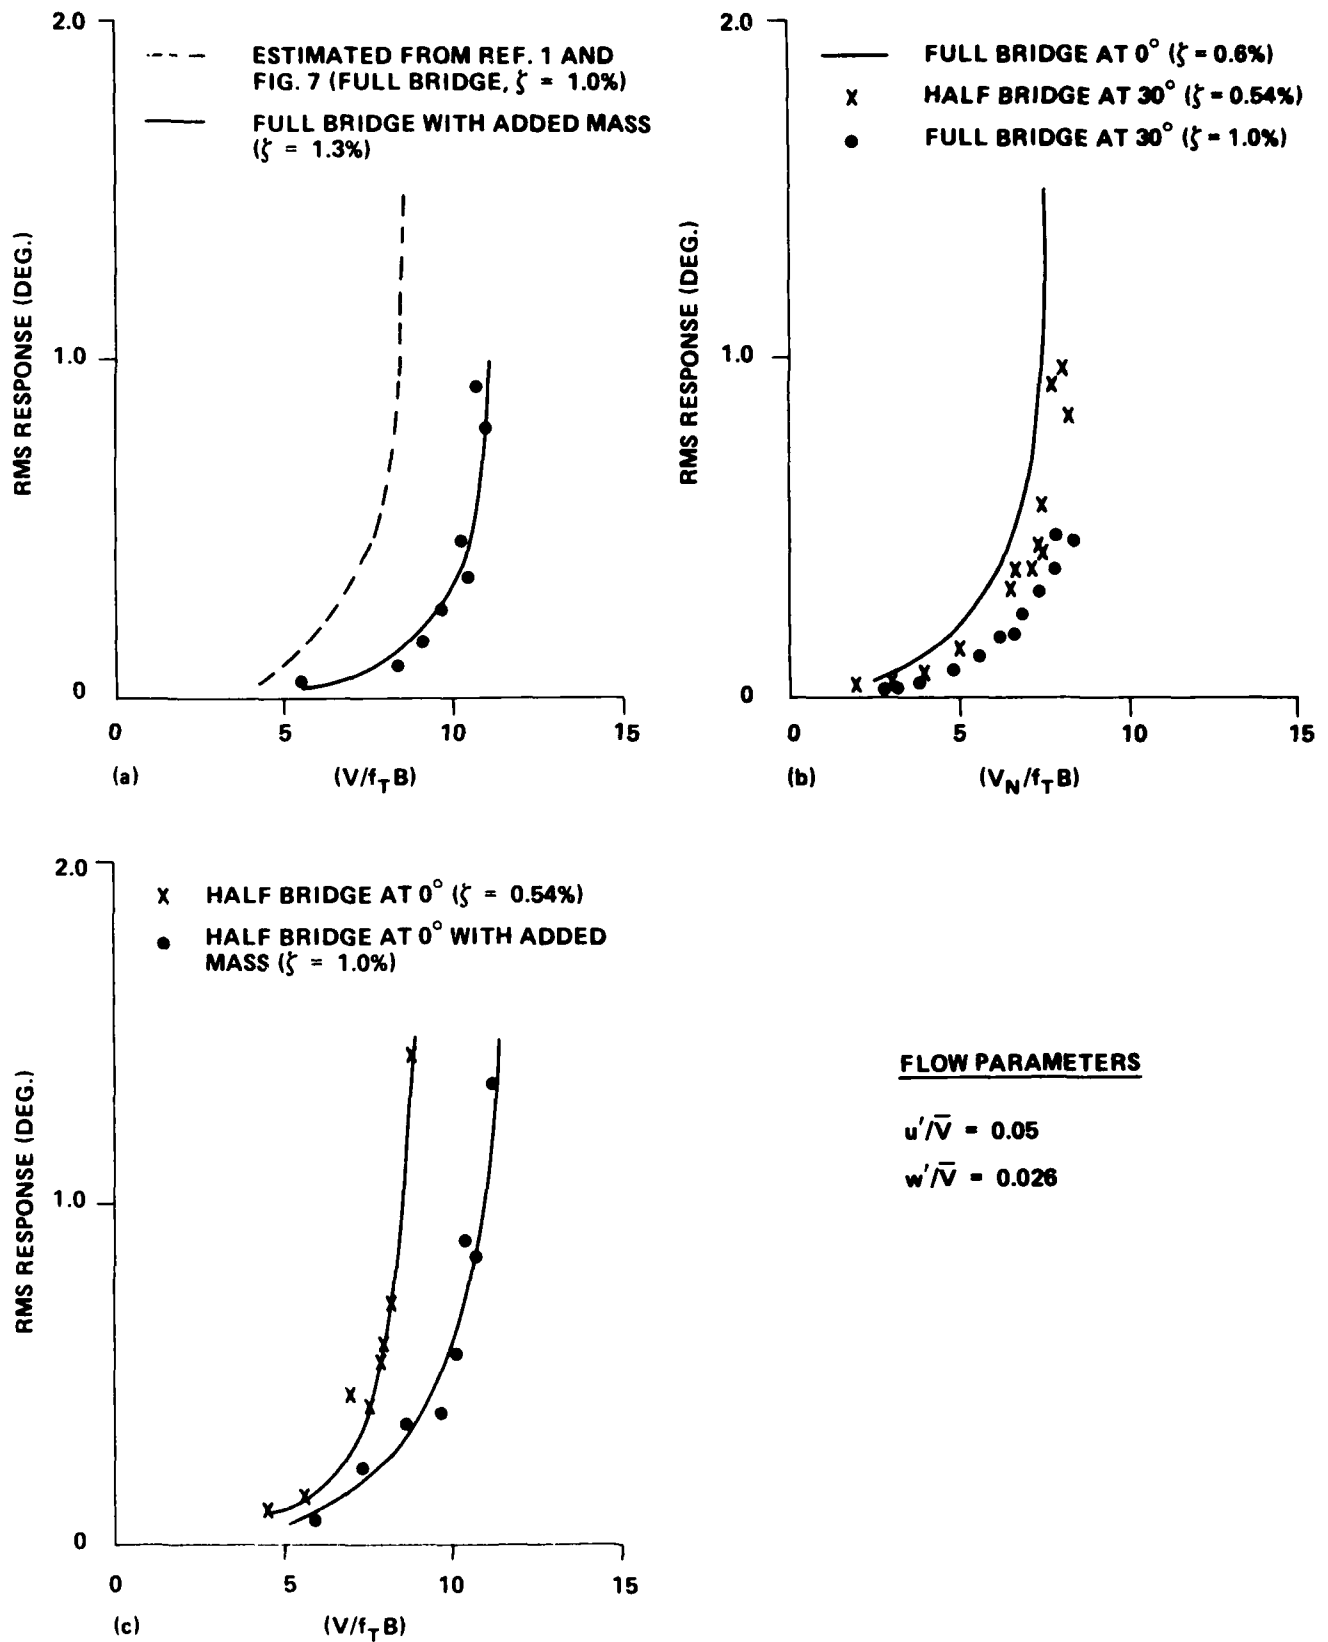 2.0
ESTIMATED FROM REF. 1 AND
FIG. 7 (FULL BRIDGE, ζ = 1.0%)
FULL BRIDGE WITH ADDED MASS
(ζ = 1.3%)
RMS RESPONSE (DEG.)
1.0
0
0 5 10 15
(a) (V/f_T B)
2.0
FULL BRIDGE AT 0° (ζ = 0.6%)
X HALF BRIDGE AT 30° (ζ = 0.54%)
● FULL BRIDGE AT 30° (ζ = 1.0%)
RMS RESPONSE (DEG.)
1.0
0
0 5 10 15
(b) (V_N/f_T B)
2.0
X HALF BRIDGE AT 0° (ζ = 0.54%)
● HALF BRIDGE AT 0° WITH ADDED
MASS (ζ = 1.0%)
RMS RESPONSE (DEG.)
1.0
0
0 5 10 15
(c) (V/f_T B)
FLOW PARAMETERS
u′/V̅ = 0.05
w′/V̅ = 0.026